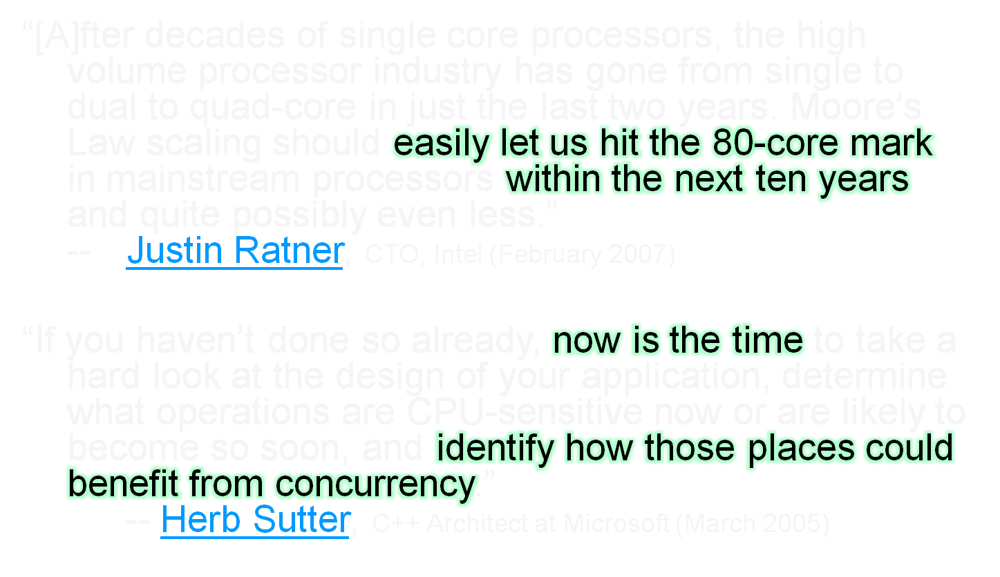 “[A]fter decades of single core processors, the high
volume processor industry has gone from single to
dual to quad-core in just the last two years. Moore’s
Law scaling should easily let us hit the 80-core mark
in mainstream processors within the next ten years
and quite possibly even less.”
-- Justin Ratner, CTO, Intel (February 2007)
“If you haven’t done so already, now is the time to take a
hard look at the design of your application, determine
what operations are CPU-sensitive now or are likely to
become so soon, and identify how those places could
benefit from concurrency.”
-- Herb Sutter, C++ Architect at Microsoft (March 2005)